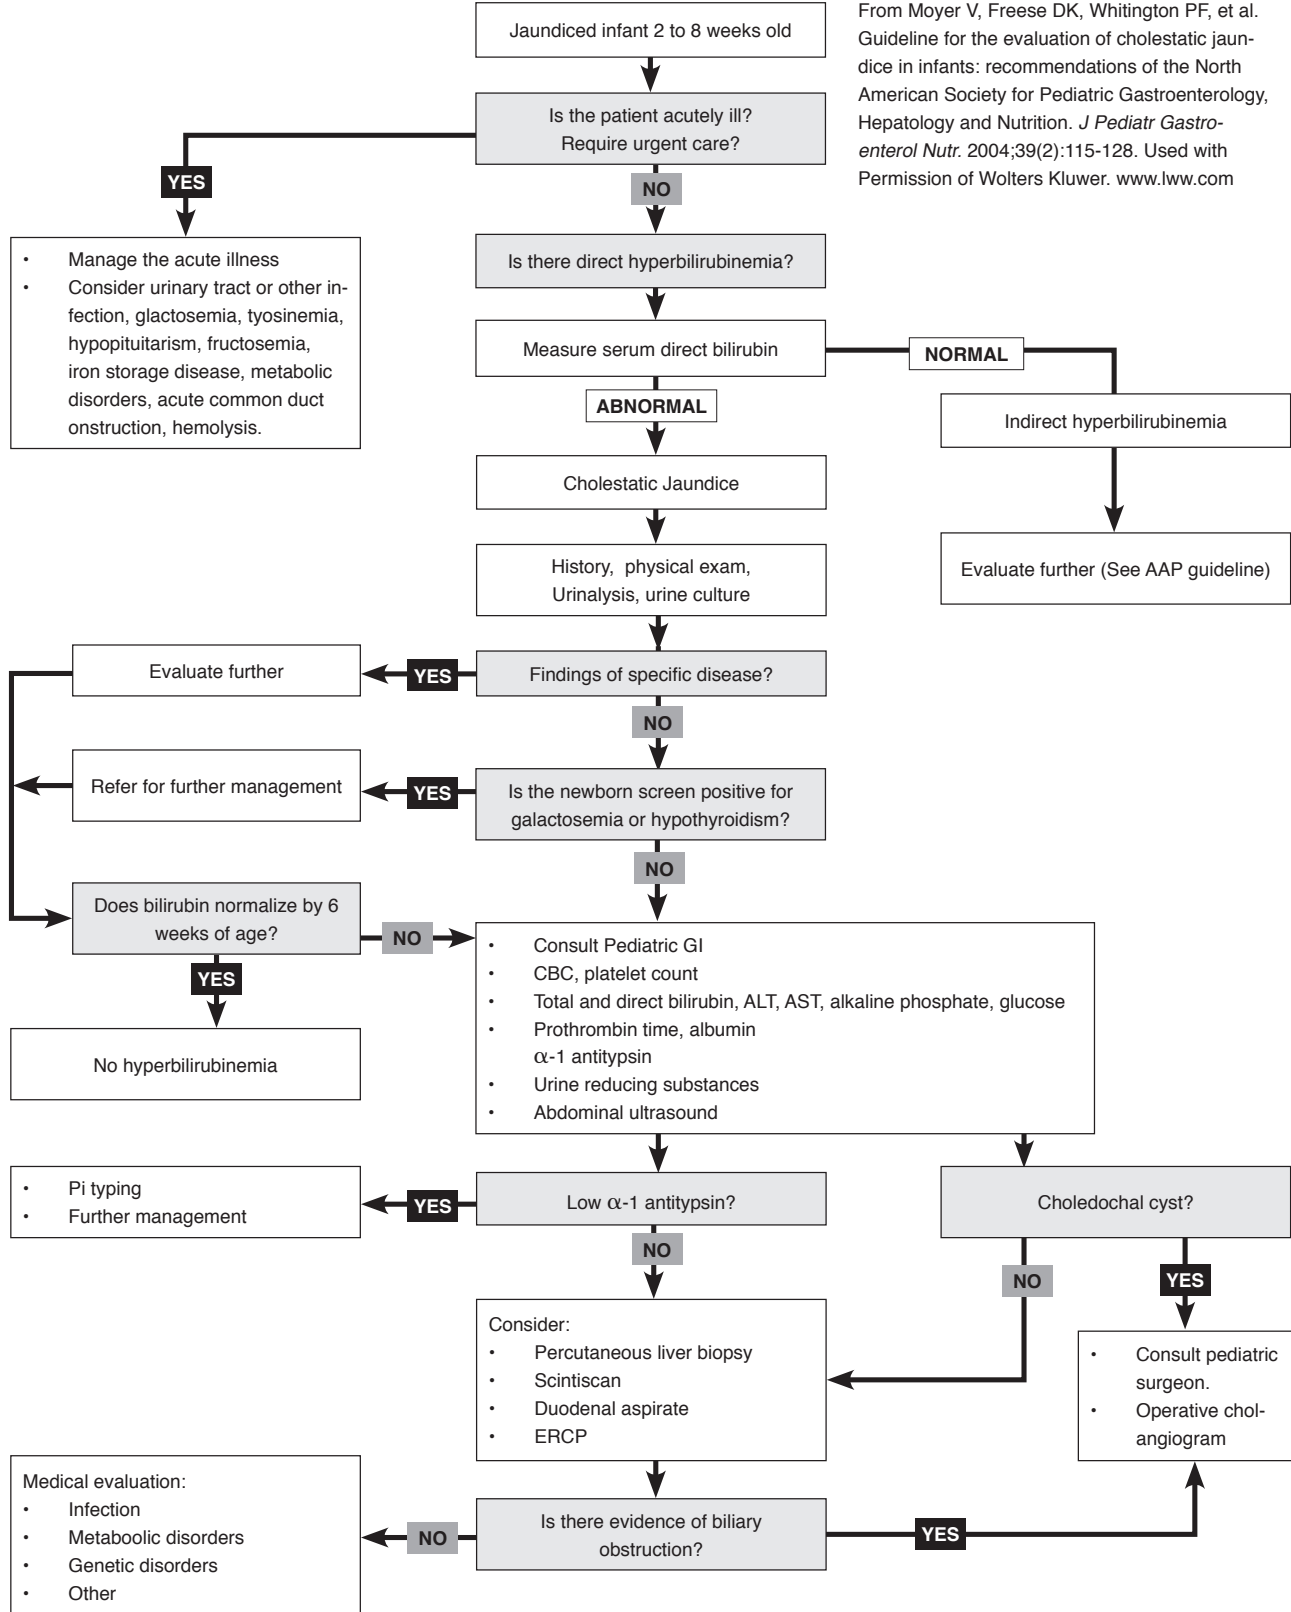 Jaundiced infant 2 to 8 weeks old
From Moyer V, Freese DK, Whitington PF, et al.
Guideline for the evaluation of cholestatic jaun-
dice in infants: recommendations of the North
American Society for Pediatric Gastroenterology,
Hepatology and Nutrition. J Pediatr Gastro-
enterol Nutr. 2004;39(2):115-128. Used with
Permission of Wolters Kluwer. www.lww.com
Is the patient acutely ill?
Require urgent care?
YES
NO
• Manage the acute illness
• Consider urinary tract or other in-
fection, glactosemia, tyosinemia,
hypopituitarism, fructosemia,
iron storage disease, metabolic
disorders, acute common duct
onstruction, hemolysis.
Is there direct hyperbilirubinemia?
Measure serum direct bilirubin
NORMAL
ABNORMAL
Indirect hyperbilirubinemia
Cholestatic Jaundice
Evaluate further (See AAP guideline)
History, physical exam,
Urinalysis, urine culture
Findings of specific disease?
YES
Evaluate further
NO
Is the newborn screen positive for
galactosemia or hypothyroidism?
YES
Refer for further management
NO
Does bilirubin normalize by 6
weeks of age?
NO
YES
No hyperbilirubinemia
• Consult Pediatric GI
• CBC, platelet count
• Total and direct bilirubin, ALT, AST, alkaline phosphate, glucose
• Prothrombin time, albumin
α-1 antitypsin
• Urine reducing substances
• Abdominal ultrasound
Low α-1 antitypsin?
YES
• Pi typing
• Further management
NO
Choledochal cyst?
NO
YES
Consider:
• Percutaneous liver biopsy
• Scintiscan
• Duodenal aspirate
• ERCP
• Consult pediatric
surgeon.
• Operative chol-
angiogram
Is there evidence of biliary
obstruction?
YES
NO
Medical evaluation:
• Infection
• Metaboolic disorders
• Genetic disorders
• Other